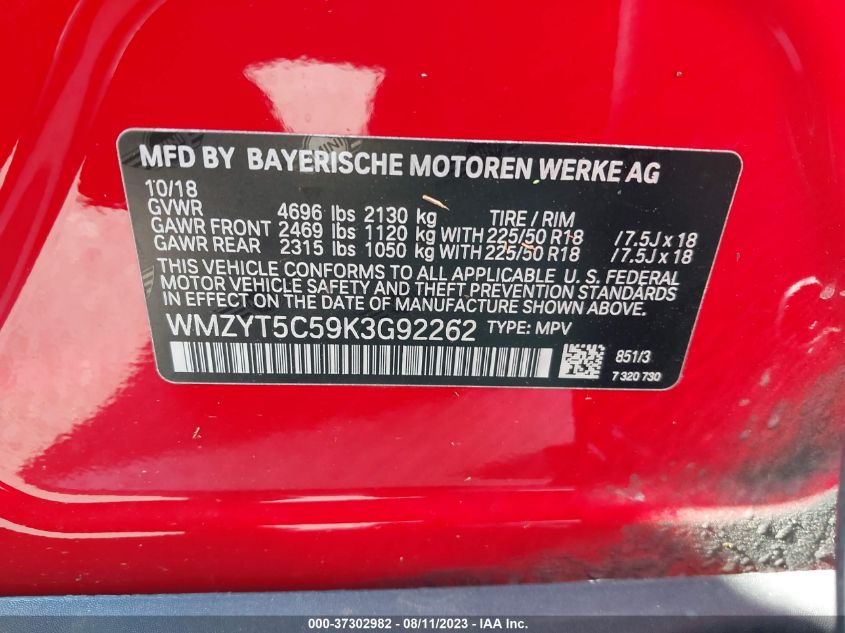 MFD BY BAYERISCHE MOTOREN WERKE AG
10/18
GVWR 4696 lbs 2130 kg TIRE / RIM
GAWR FRONT 2469 lbs 1120 kg WITH 225/50 R18 / 7.5J x 18
GAWR REAR 2315 lbs 1050 kg WITH 225/50 R18 / 7.5J x 18
THIS VEHICLE CONFORMS TO ALL APPLICABLE U. S. FEDERAL
MOTOR VEHICLE SAFETY AND THEFT PREVENTION STANDARDS
IN EFFECT ON THE DATE OF MANUFACTURE SHOWN ABOVE.
WMZYT5C59K3G92262 TYPE: MPV
851/3
7 320 730
000-37302982 - 08/11/2023 - IAA Inc.